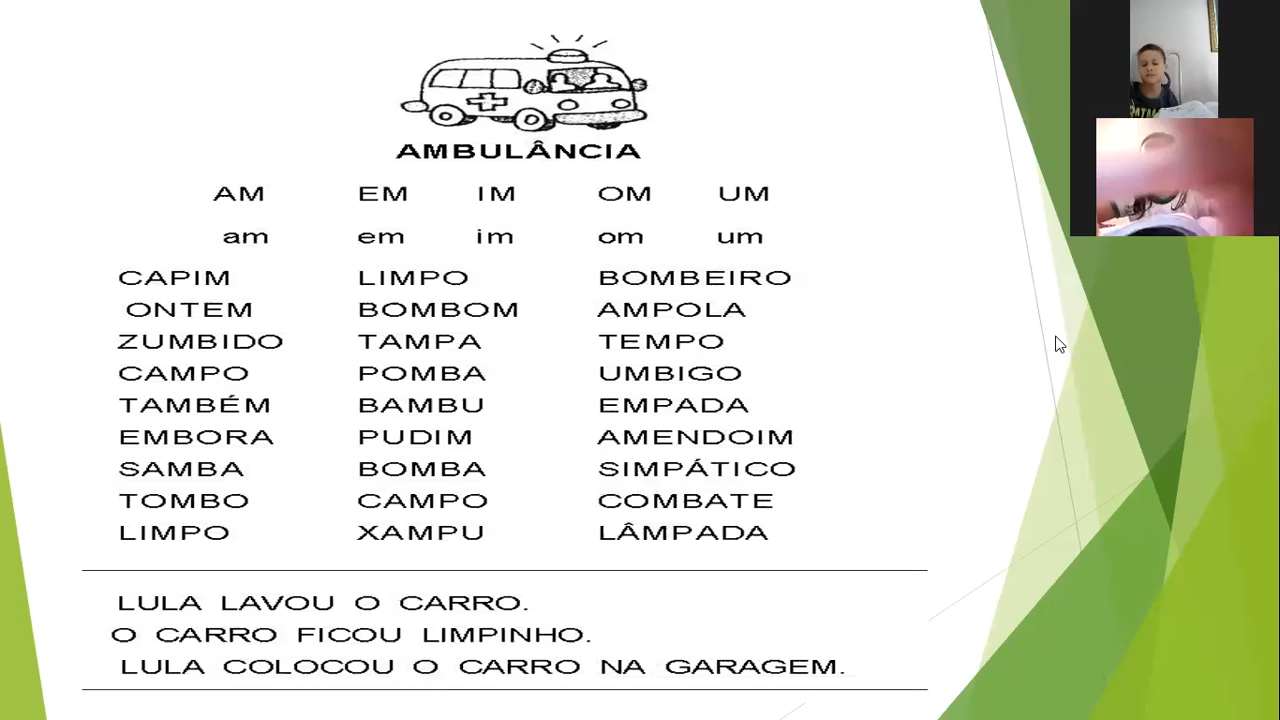 AMBULÂNCIA
AM EM IM OM UM
am em im om um
CAPIM LIMPO BOMBEIRO
ONTEM BOMBOM AMPOLA
ZUMBIDO TAMPA TEMPO
CAMPO POMBA UMBIGO
TAMBÉM BAMBU EMPADA
EMBORA PUDIM AMENDOIM
SAMBA BOMBA SIMPÁTICO
TOMBO CAMPO COMBATE
LIMPO XAMPU LÂMPADA
LULA LAVOU O CARRO.
O CARRO FICOU LIMPINHO.
LULA COLOCOU O CARRO NA GARAGEM.